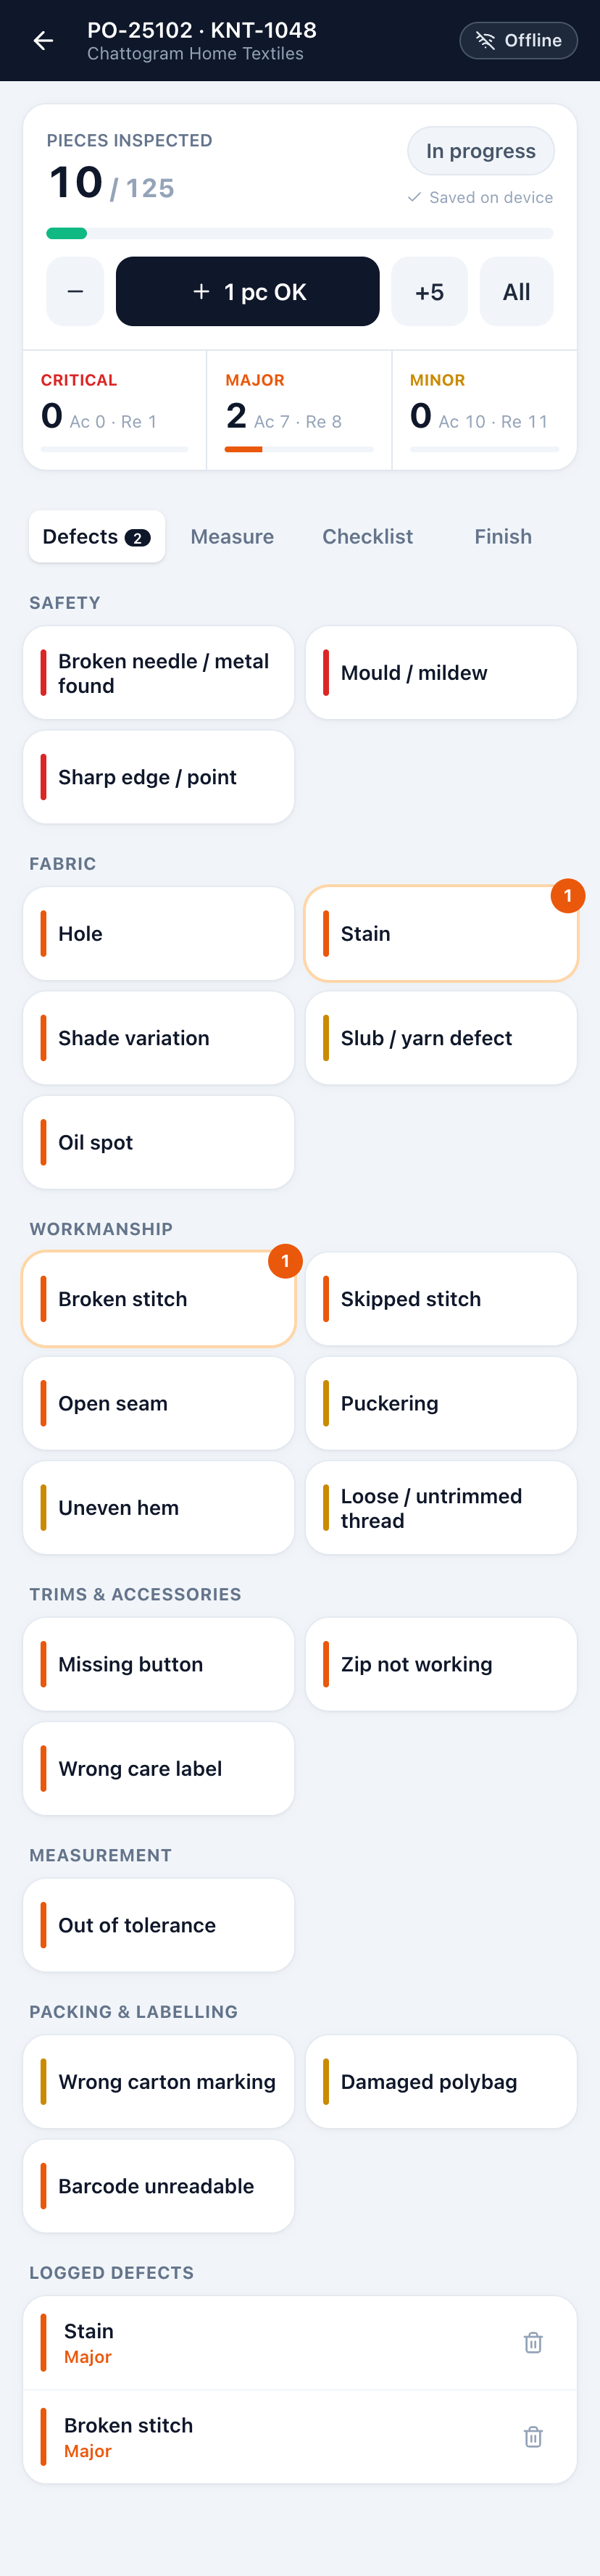 PO-25102 · KNT-1048
Chattogram Home Textiles
Offline
PIECES INSPECTED
10 / 125
In progress
Saved on device
−
+ 1 pc OK
+5
All
CRITICAL
0 Ac 0 · Re 1
MAJOR
2 Ac 7 · Re 8
MINOR
0 Ac 10 · Re 11
Defects 2
Measure
Checklist
Finish
SAFETY
Broken needle / metal
found
Mould / mildew
Sharp edge / point
FABRIC
Hole
Stain
1
Shade variation
Slub / yarn defect
Oil spot
WORKMANSHIP
Broken stitch
1
Skipped stitch
Open seam
Puckering
Uneven hem
Loose / untrimmed
thread
TRIMS & ACCESSORIES
Missing button
Zip not working
Wrong care label
MEASUREMENT
Out of tolerance
PACKING & LABELLING
Wrong carton marking
Damaged polybag
Barcode unreadable
LOGGED DEFECTS
Stain
Major
Broken stitch
Major